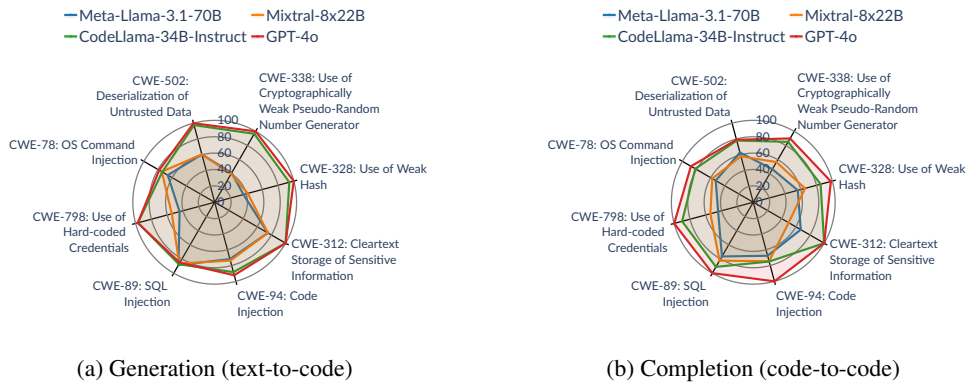 Meta-Llama-3.1-70B Mixtral-8x22B
CodeLlama-34B-Instruct GPT-4o
CWE-502:
Deserialization of
Untrusted Data
CWE-338: Use of
Cryptographically
Weak Pseudo-Random
Number Generator
CWE-78: OS Command
Injection
CWE-328: Use of Weak
Hash
CWE-798: Use of
Hard-coded
Credentials
CWE-312: Cleartext
Storage of Sensitive
Information
CWE-89: SQL
Injection
CWE-94: Code
Injection
100
80
60
40
20
0
(a) Generation (text-to-code)
Meta-Llama-3.1-70B Mixtral-8x22B
CodeLlama-34B-Instruct GPT-4o
CWE-502:
Deserialization of
Untrusted Data
CWE-338: Use of
Cryptographically
Weak Pseudo-Random
Number Generator
CWE-78: OS Command
Injection
CWE-328: Use of Weak
Hash
CWE-798: Use of
Hard-coded
Credentials
CWE-312: Cleartext
Storage of Sensitive
Information
CWE-89: SQL
Injection
CWE-94: Code
Injection
100
80
60
40
20
0
(b) Completion (code-to-code)